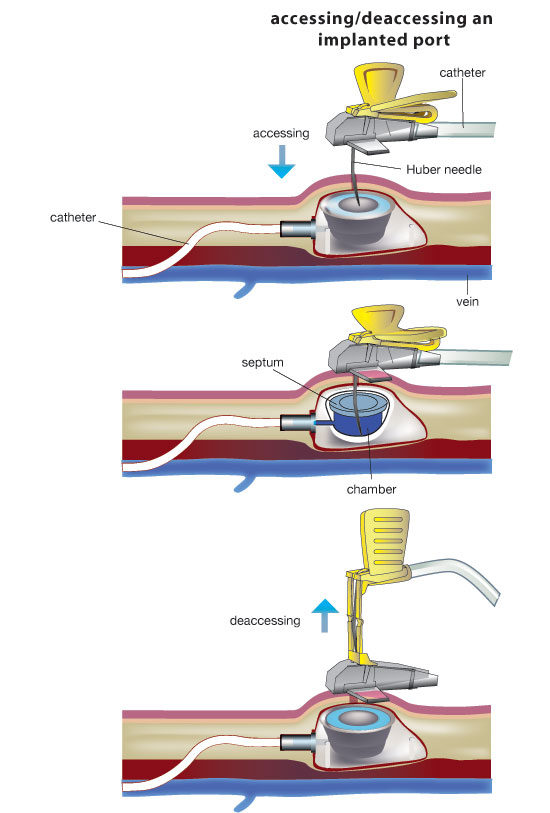 accessing/deaccessing an
implanted port
catheter
accessing
Huber needle
catheter
vein
septum
chamber
deaccessing